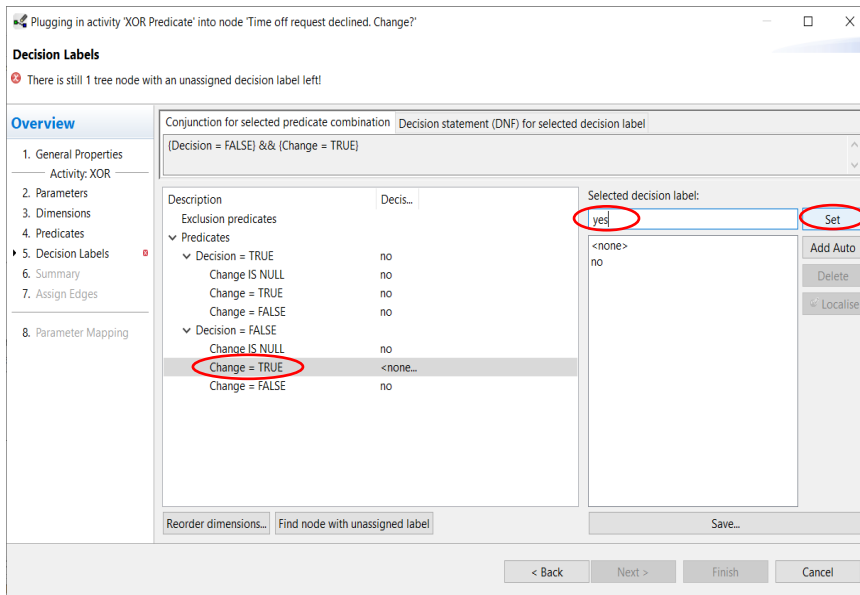 Plugging in activity 'XOR Predicate' into node 'Time off request declined. Change?'
Decision Labels
There is still 1 tree node with an unassigned decision label left!
Overview
1. General Properties
Activity: XOR
2. Parameters
3. Dimensions
4. Predicates
5. Decision Labels
6. Summary
7. Assign Edges
8. Parameter Mapping
Conjunction for selected predicate combination Decision statement (DNF) for selected decision label
{Decision = FALSE} && {Change = TRUE}
Description Decis...
Exclusion predicates
Predicates
Decision = TRUE no
Change IS NULL no
Change = TRUE no
Change = FALSE no
Decision = FALSE
Change IS NULL no
Change = TRUE <none...
Change = FALSE no
Selected decision label:
yes Set
<none>
no
Add Auto
Delete
Localise
Reorder dimensions... Find node with unassigned label Save...
< Back Next > Finish Cancel